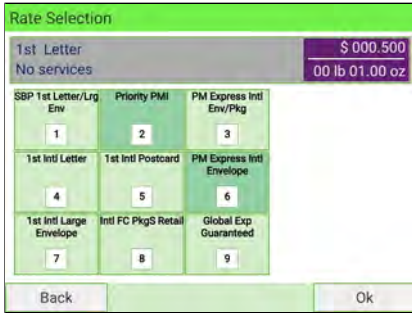 Rate Selection
1st Letter
No services
$ 000.500
00 lb 01.00 oz
SBP 1st Letter/Lrg
Env
1
Priority PMI
2
PM Express Intl
Env/Pkg
3
1st Intl Letter
4
1st Intl Postcard
5
PM Express Intl
Envelope
6
1st Intl Large
Envelope
7
Intl FC PkgS Retail
8
Global Exp
Guaranteed
9
Back
Ok